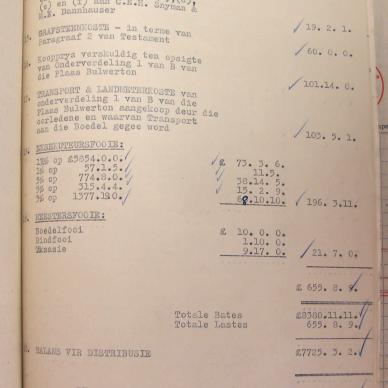 (e) en (f) aan C.E.H. Snyman &
M.E. Dannhauser
GRAFSTEENKOSTE - in terme van
Paragraaf 2 van Testament 19. 2. 1.
Koopprys verskuldig ten opsigte
van Onderverdeling 1 van B van
die Plaas Bulwerton 60. 0. 0.
TRANSPORT & LANDMETERKOSTE van
onderverdeling 1 van B van die
Plaas Bulwerton aangekoop deur die 101.14. 0.
oorledene en waarvan Transport
aan die Boedel gegee word 103. 5. 1.
EKSEKUTEURSFOOIE:
op £5854.0.0. £ 73. 3. 6.
1% op 57.1.5. 11.5.
5% op 774.8.0. 38.14. 5.
5% op 315.4.4. 15. 2. 9.
5% op 1377.19.0. 68.10.10. 196. 3.11.
MEESTERSFOOIE:
Boedelfooi £ 10. 0. 0.
Bindfooi 1.10. 0.
Taksasie 9.17. 0. 21. 7. 0.
£ 655. 8. 9.
Totale Bates £8380.11.11.
Totale Lastes 655. 8. 9.
BALANS VIR DISTRIBUSIE £7725. 3. 2.